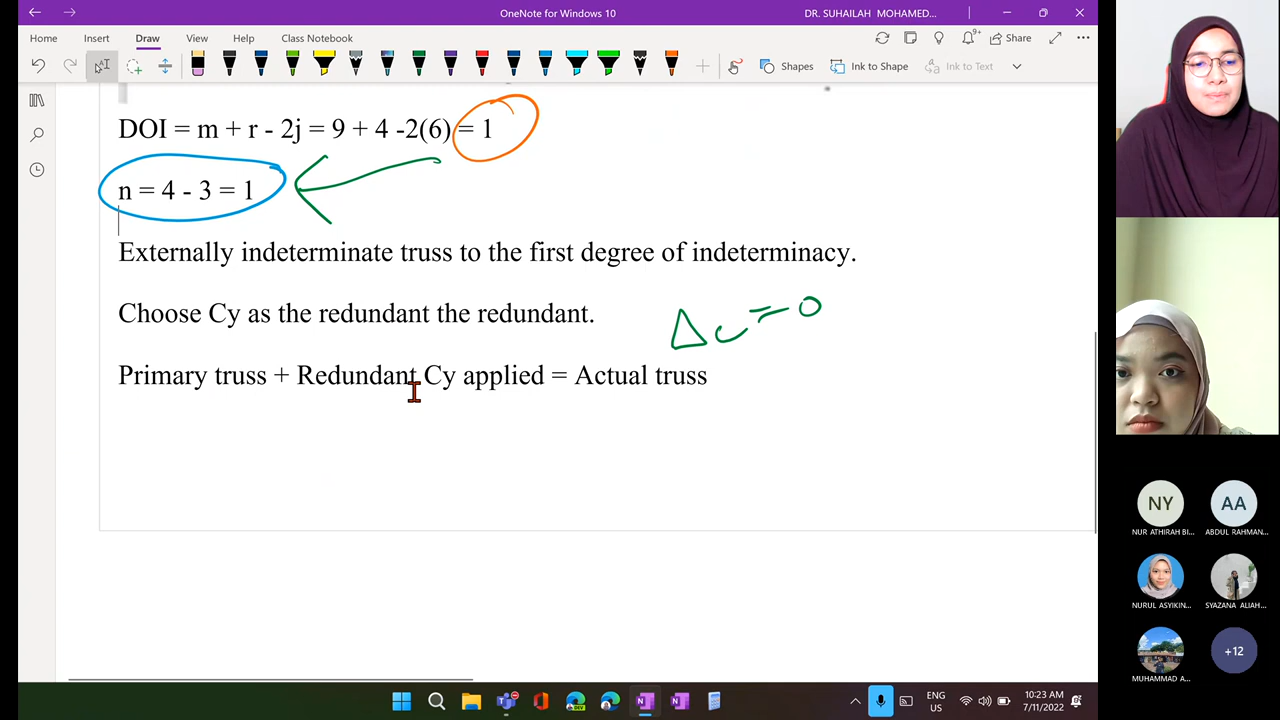 OneNote for Windows 10
DR. SUHAILAH MOHAMED...
Home
Insert
Draw
View
Help
Class Notebook
9+
Share
Shapes
Ink to Shape
Ink to Text
DOI = m + r - 2j = 9 + 4 -2(6) = 1
n = 4 - 3 = 1
Externally indeterminate truss to the first degree of indeterminacy.
Choose Cy as the redundant the redundant.
Δc = 0
Primary truss + Redundant Cy applied = Actual truss
NY
AA
NUR ATHIRAH BI...
ABDUL RAHMAN...
NURUL ASYIKIN...
SYAZANA ALIAH...
MUHAMMAD A...
+12
DEV
ENG
US
10:23 AM
7/11/2022